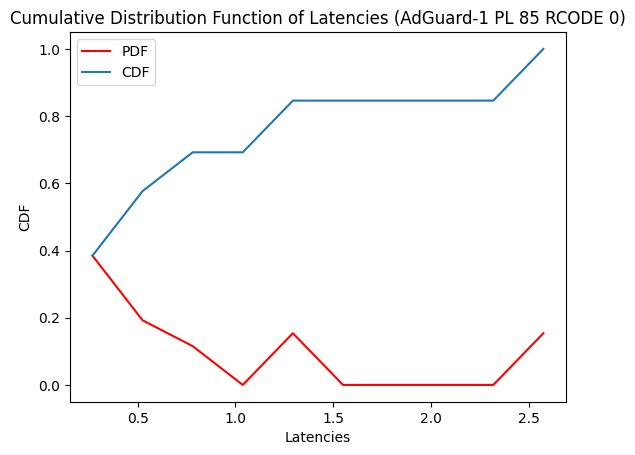 Cumulative Distribution Function of Latencies (AdGuard-1 PL 85 RCODE 0)
PDF
CDF
CDF
1.0
0.8
0.6
0.4
0.2
0.0
0.5
1.0
1.5
2.0
2.5
Latencies